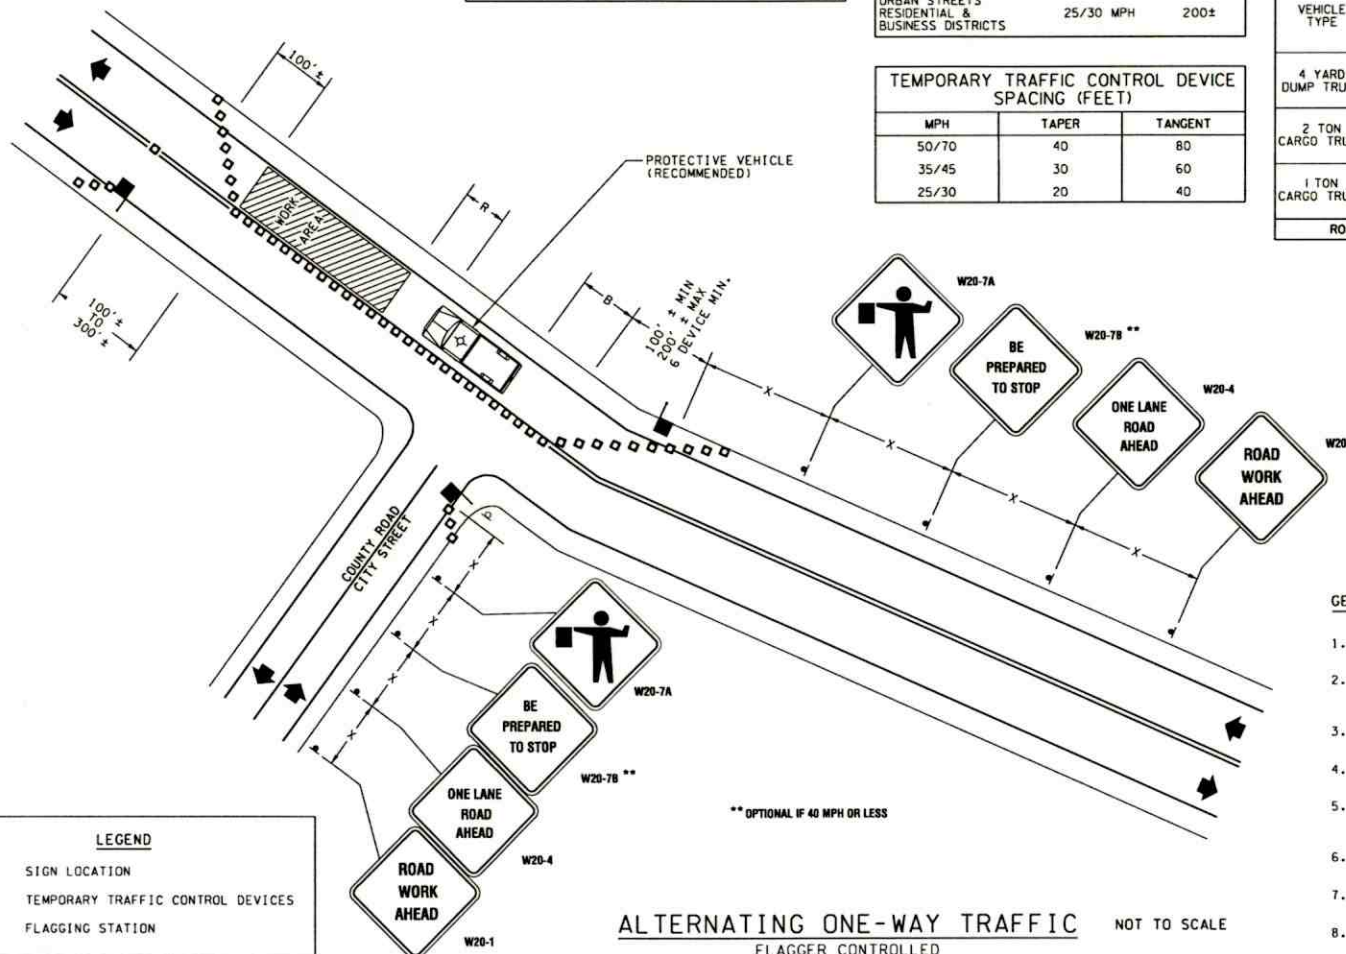 URBAN STREETS
RESIDENTIAL & 25/30 MPH 200±
BUSINESS DISTRICTS
VEHICLE
TYPE
4 YARD
2 TON
1 TON
TEMPORARY TRAFFIC CONTROL DEVICE
SPACING (FEET)
MPH TAPER TANGENT
50/70 40 80
35/45 30 60
25/30 20 40
100'±
PROTECTIVE VEHICLE
(RECOMMENDED)
WORK
AREA
R
B
100' ± MIN
200' ± MAX
6 DEVICE MIN.
100'±
TO
300'±
X
X
X
X
W20-7A
BE
PREPARED
TO STOP
W20-7B **
ONE LANE
ROAD
AHEAD
W20-4
ROAD
WORK
AHEAD
COUNTY ROAD
CITY STREET
X
X
X
X
W20-7A
BE
PREPARED
TO STOP
W20-7B **
ONE LANE
ROAD
AHEAD
W20-4
ROAD
WORK
AHEAD
W20-1
** OPTIONAL IF 40 MPH OR LESS
1.
2.
3.
4.
5.
6.
7.
8.
LEGEND
SIGN LOCATION
TEMPORARY TRAFFIC CONTROL DEVICES
FLAGGING STATION
ALTERNATING ONE-WAY TRAFFIC NOT TO SCALE
FLAGGER CONTROLLED